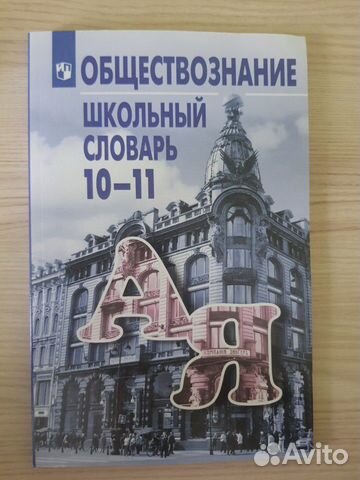 ОБЩЕСТВОЗНАНИЕ
ШКОЛЬНЫЙ
СЛОВАРЬ
10–11
А
Я
Avito